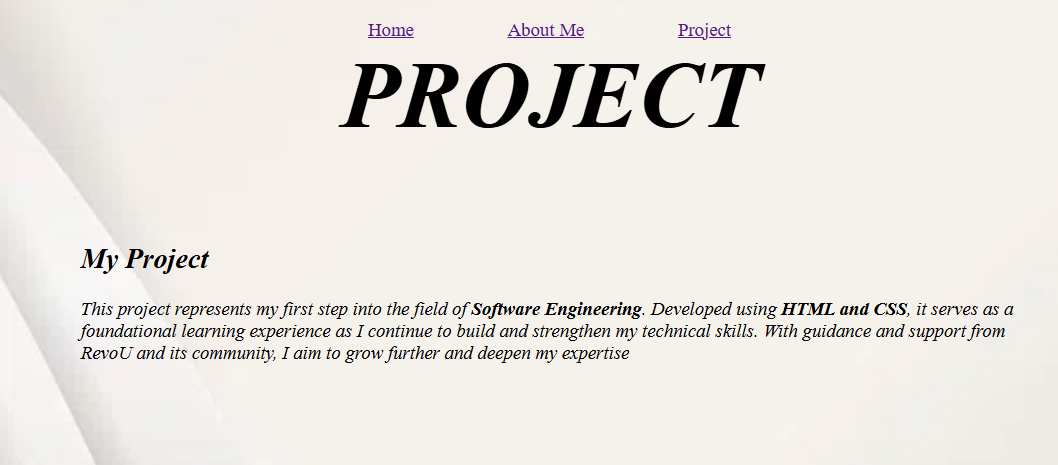 Home About Me Project
PROJECT
My Project
This project represents my first step into the field of Software Engineering. Developed using HTML and CSS, it serves as a
foundational learning experience as I continue to build and strengthen my technical skills. With guidance and support from
RevoU and its community, I aim to grow further and deepen my expertise